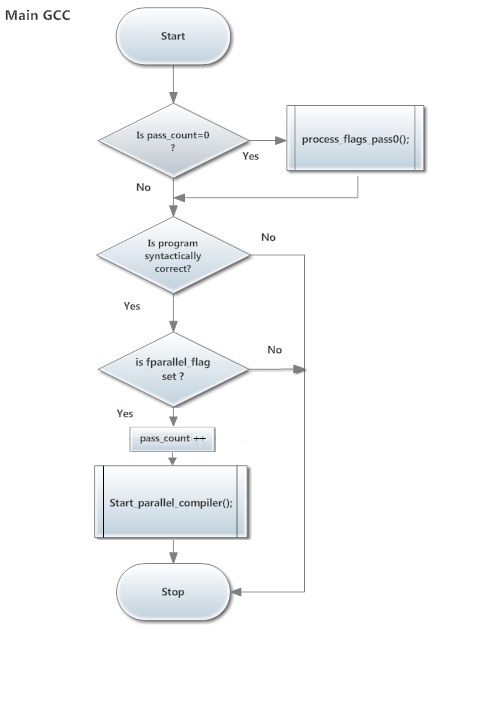 Main GCC
Start
Is pass_count=0
?
Yes
process_flags_pass0();
No
Is program
syntactically
correct?
No
Yes
is fparallel_flag
set ?
No
Yes
pass_count ++
Start_parallel_compiler();
Stop